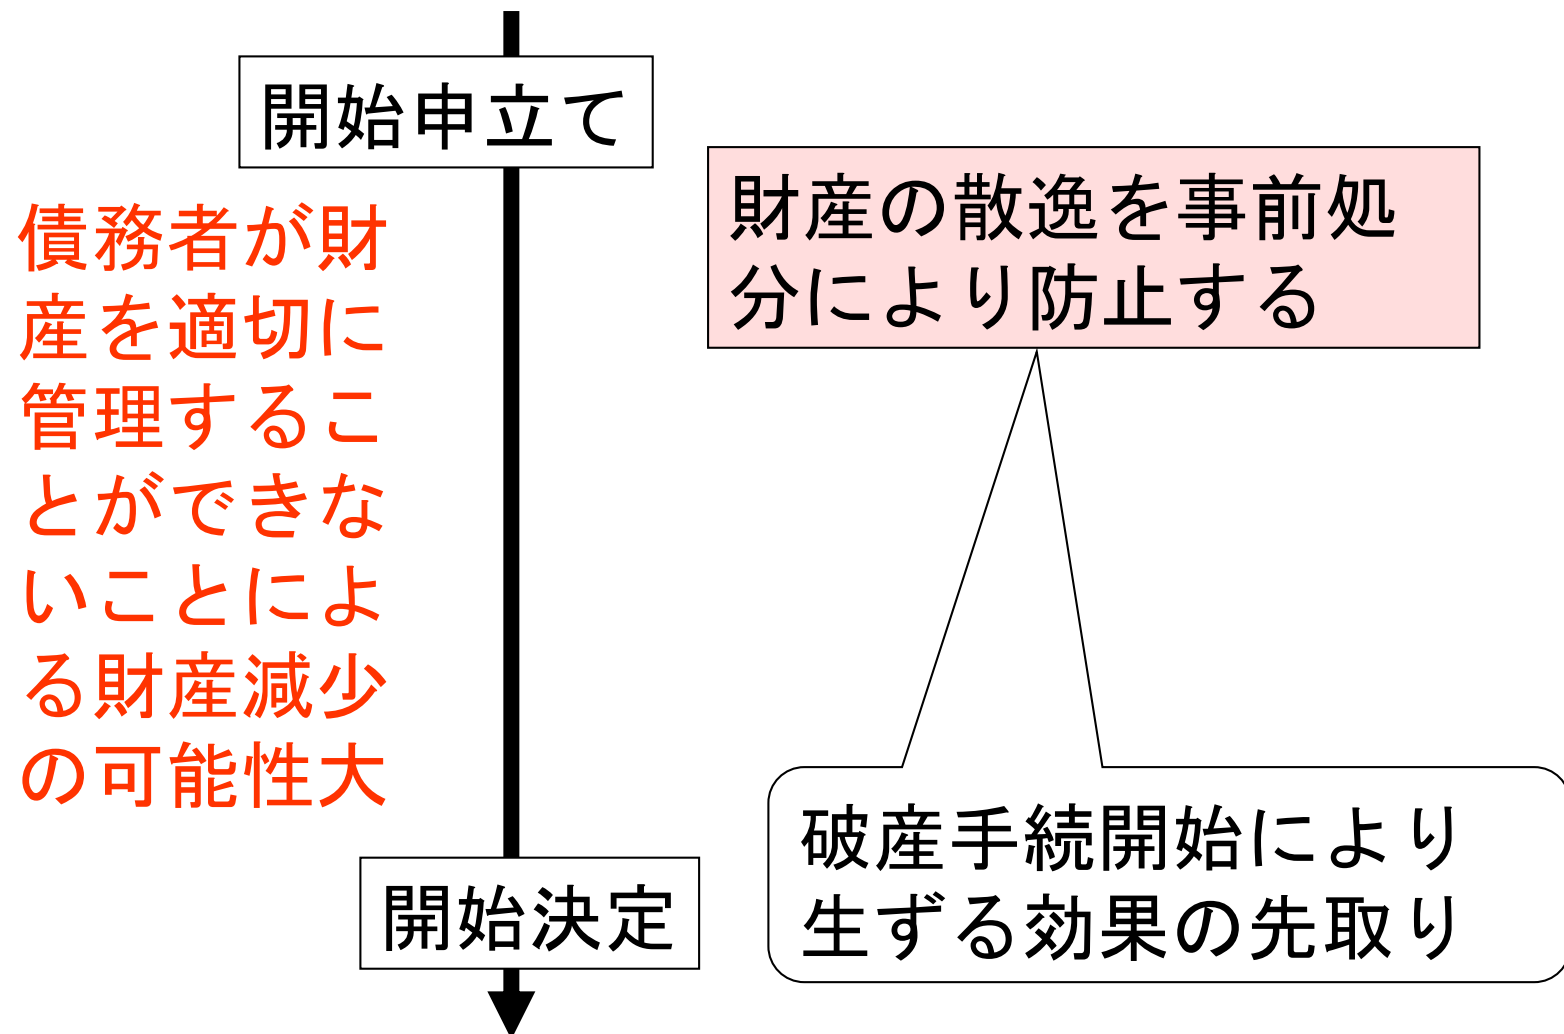 開始申立て
財産の散逸を事前処
分により防止する
債務者が財
産を適切に
管理するこ
とができな
いことによ
る財産減少
の可能性大
破産手続開始により
生ずる効果の先取り
開始決定